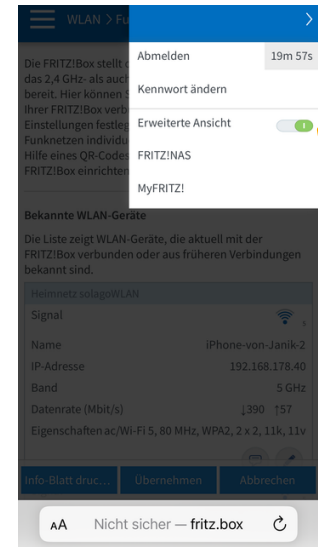 WLAN > Fu
Abmelden 19m 57s
Kennwort ändern
Erweiterte Ansicht
FRITZ!NAS
MyFRITZ!
Die FRITZ!Box stellt
das 2,4 GHz- als auch
bereit. Hier können
Ihrer FRITZ!Box verb
Einstellungen festleg
Funknetzen individu
Hilfe eines QR-Codes
FRITZ!Box einrichten
Bekannte WLAN-Geräte
Die Liste zeigt WLAN-Geräte, die aktuell mit der
FRITZ!Box verbunden oder aus früheren Verbindungen
bekannt sind.
Heimnetz solagoWLAN
Signal
Name iPhone-von-Janik-2
IP-Adresse 192.168.178.40
Band 5 GHz
Datenrate (Mbit/s) ↓390 ↑57
Eigenschaften ac/Wi-Fi 5, 80 MHz, WPA2, 2 x 2, 11k, 11v
Info-Blatt druc... Übernehmen Abbrechen
AA Nicht sicher — fritz.box